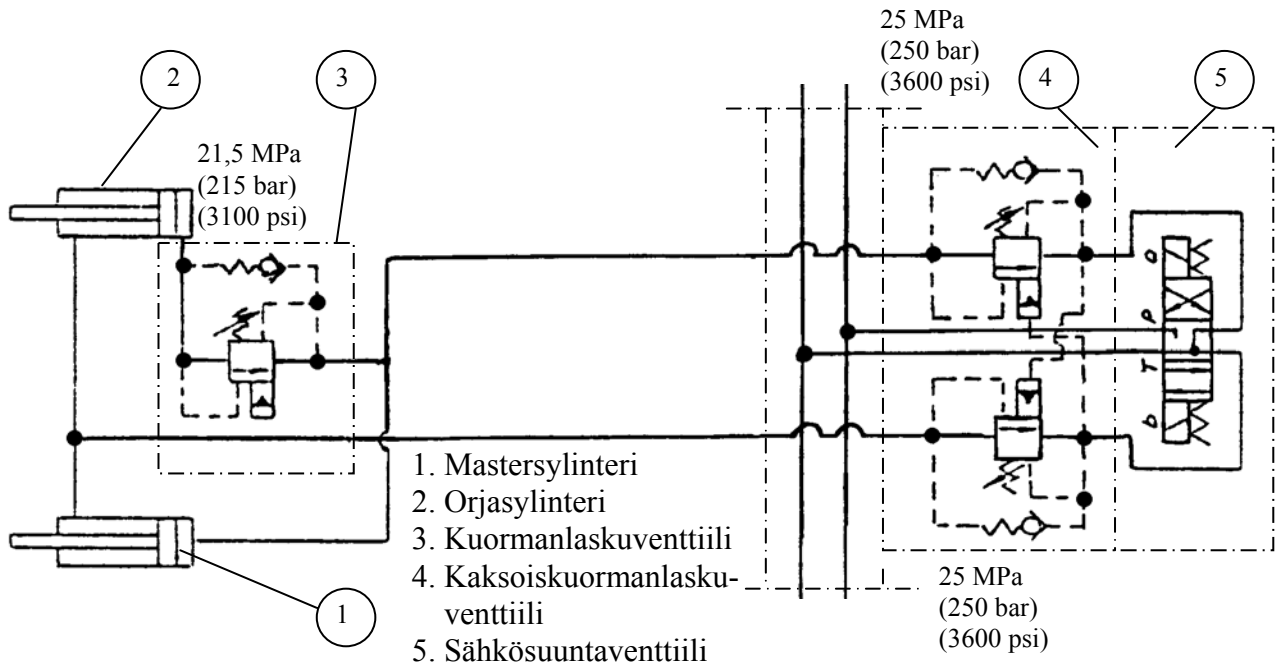 25 MPa
(250 bar)
(3600 psi)
2
3
4
5
21,5 MPa
(215 bar)
(3100 psi)
a
P
T
b
1. Mastersylinteri
2. Orjasylinteri
3. Kuormanlaskuventtiili
4. Kaksoiskuormanlasku-
venttiili
5. Sähkösuuntaventtiili
25 MPa
(250 bar)
(3600 psi)
1